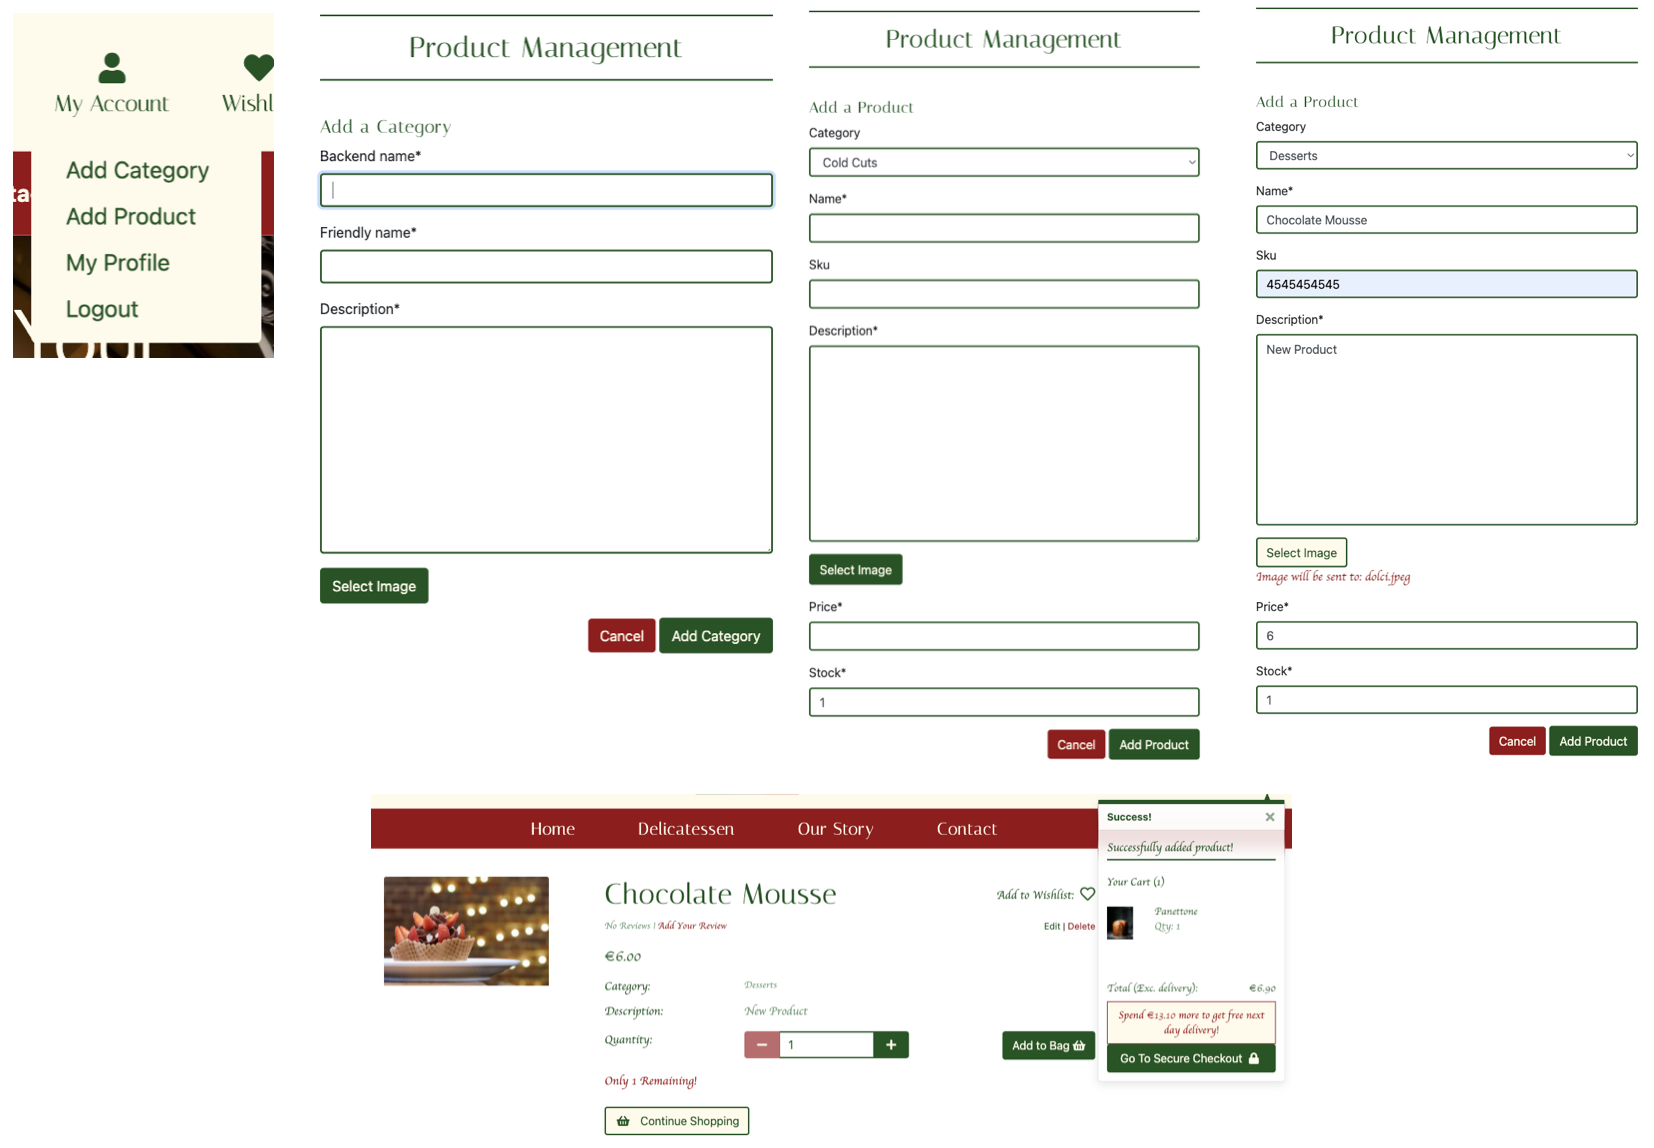 My Account
Wishl
Add Category
Add Product
My Profile
Logout
Product Management
Add a Category
Backend name*
Friendly name*
Description*
Select Image
Cancel
Add Category
Product Management
Add a Product
Category
Cold Cuts
Name*
Sku
Description*
Select Image
Price*
Stock*
1
Cancel
Add Product
Product Management
Add a Product
Category
Desserts
Name*
Chocolate Mousse
Sku
4545454545
Description*
New Product
Select Image
Image will be sent to: dolci.jpeg
Price*
6
Stock*
1
Cancel
Add Product
Home
Delicatessen
Our Story
Contact
Chocolate Mousse
Add to Wishlist:
No Reviews | Add Your Review
Edit | Delete
€6.00
Category:
Desserts
Description:
New Product
Quantity:
1
Add to Bag
Only 1 Remaining!
Continue Shopping
Success!
Successfully added product!
Your Cart (1)
Panettone
Qty: 1
Total (Exc. delivery):
€6.90
Spend €13.10 more to get free next
day delivery!
Go To Secure Checkout